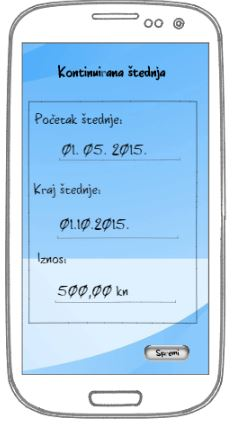 Kontinuirana štednja
Početak štednje:
01. 05. 2015.
Kraj štednje:
01.10.2015.
Iznos:
500,00 kn
Spremi